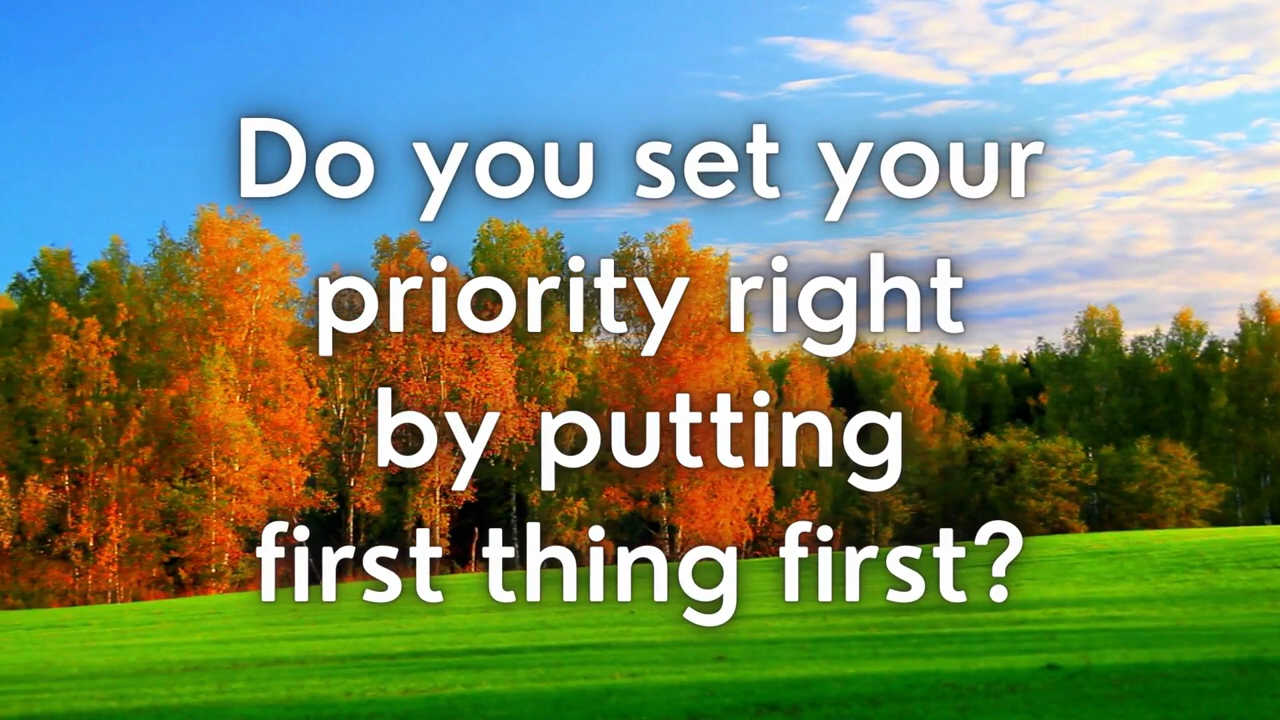 Do you set your
priority right
by putting
first thing first?